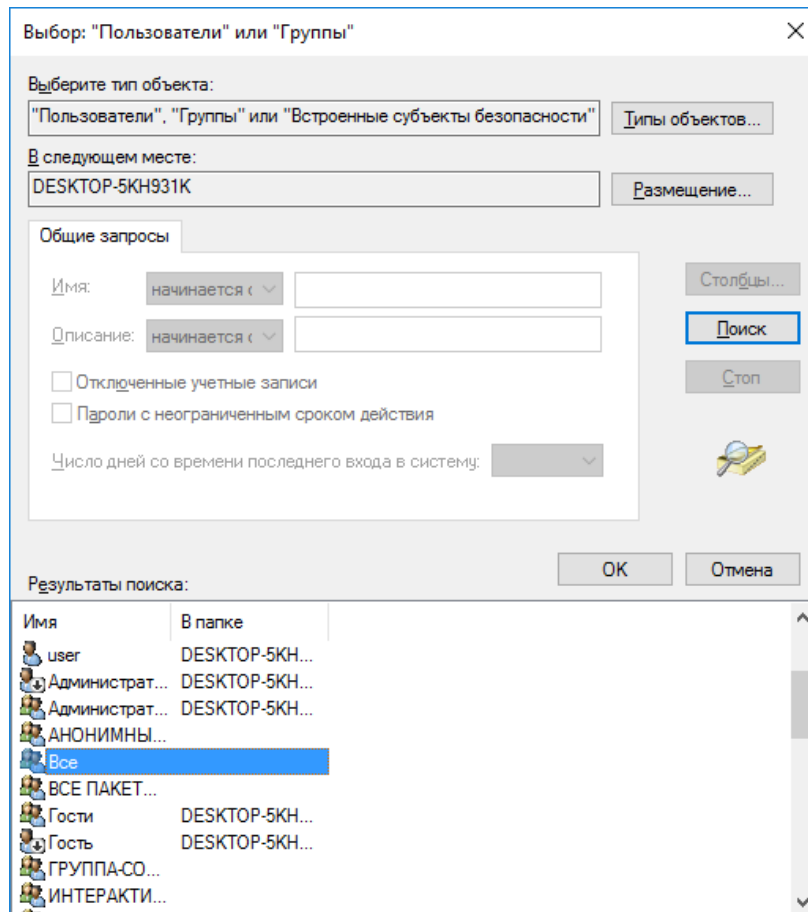 Выбор: "Пользователи" или "Группы"
Выберите тип объекта:
"Пользователи", "Группы" или "Встроенные субъекты безопасности"
Типы объектов...
В следующем месте:
DESKTOP-5KH931K
Размещение...
Общие запросы
Имя:
начинается с
Столбцы...
Описание:
начинается с
Поиск
Отключенные учетные записи
Стоп
Пароли с неограниченным сроком действия
Число дней со времени последнего входа в систему:
OK
Отмена
Результаты поиска:
Имя В папке
user DESKTOP-5KH...
Администрат... DESKTOP-5KH...
Администрат... DESKTOP-5KH...
АНОНИМНЫ...
Все
ВСЕ ПАКЕТ...
Гости DESKTOP-5KH...
Гость DESKTOP-5KH...
ГРУППА-СО...
ИНТЕРАКТИ...